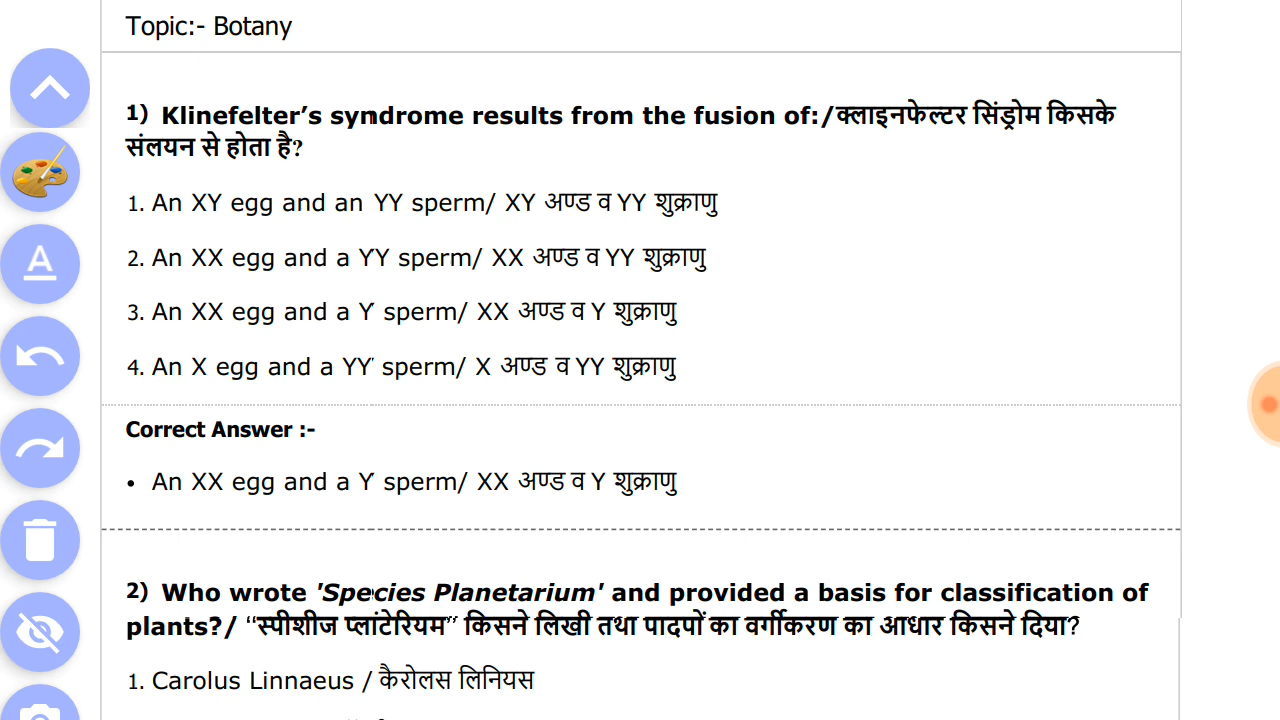 Topic:- Botany
1) Klinefelter’s syndrome results from the fusion of:/क्लाइनफेल्टर सिंड्रोम किसके
संलयन से होता है?
1. An XY egg and an YY sperm/ XY अण्ड व YY शुक्राणु
2. An XX egg and a YY sperm/ XX अण्ड व YY शुक्राणु
3. An XX egg and a Y sperm/ XX अण्ड व Y शुक्राणु
4. An X egg and a YY sperm/ X अण्ड व YY शुक्राणु
Correct Answer :-
• An XX egg and a Y sperm/ XX अण्ड व Y शुक्राणु
2) Who wrote 'Species Planetarium' and provided a basis for classification of
plants?/ “स्पीशीज प्लांटेरियम” किसने लिखी तथा पादपों का वर्गीकरण का आधार किसने दिया?
1. Carolus Linnaeus / कैरोलस लिनियस